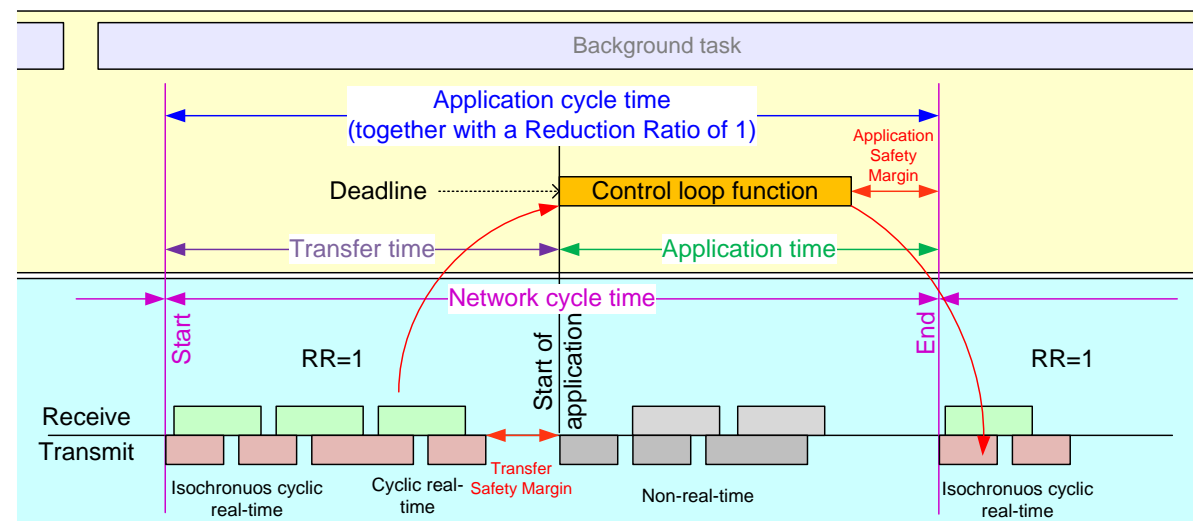 Background task
Application cycle time
(together with a Reduction Ratio of 1)
Application
Safety
Margin
Deadline
Control loop function
Transfer time
Application time
Network cycle time
Start
RR=1
Start of
application
End
RR=1
Receive
Transmit
Isochronuos cyclic
real-time
Cyclic real-
time
Transfer
Safety Margin
Non-real-time
Isochronuos cyclic
real-time